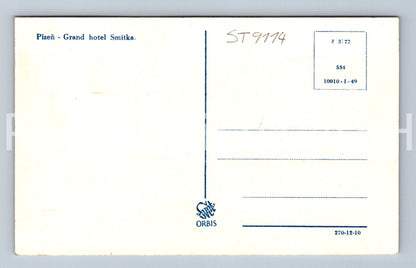 Plzeň - Grand hotel Smitka.
ST9114
F 3177
534
10010-I-49
ORBIS
270-12-10